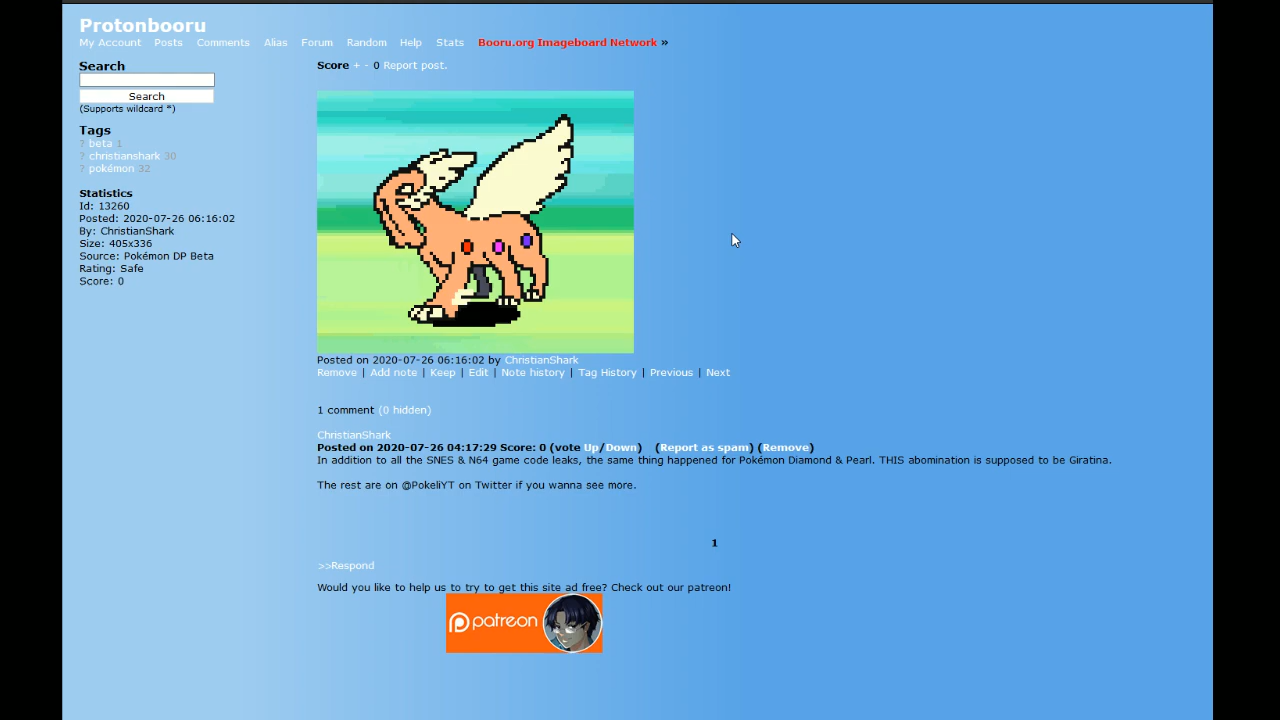 Protonbooru
My Account Posts Comments Alias Forum Random Help Stats Booru.org Imageboard Network »
Search
Search
(Supports wildcard *)
Tags
? beta 1
? christianshark 30
? pokémon 32
Statistics
Id: 13260
Posted: 2020-07-26 06:16:02
By: ChristianShark
Size: 405x336
Source: Pokémon DP Beta
Rating: Safe
Score: 0
Score + - 0 Report post.
Posted on 2020-07-26 06:16:02 by ChristianShark
Remove | Add note | Keep | Edit | Note history | Tag History | Previous | Next
1 comment (0 hidden)
ChristianShark
Posted on 2020-07-26 04:17:29 Score: 0 (vote Up/Down) (Report as spam) (Remove)
In addition to all the SNES & N64 game code leaks, the same thing happened for Pokémon Diamond & Pearl. THIS abomination is supposed to be Giratina.
The rest are on @PokeliYT on Twitter if you wanna see more.
1
>>Respond
Would you like to help us to try to get this site ad free? Check out our patreon!
patreon